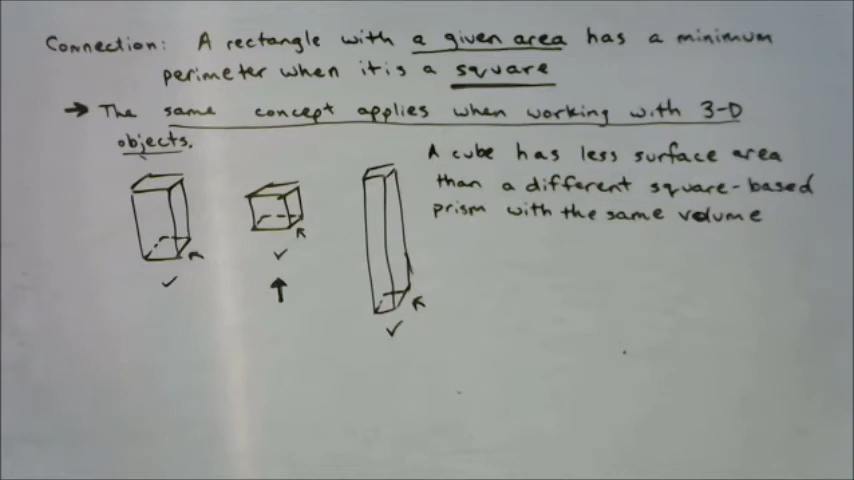 Connection: A rectangle with a given area has a minimum
perimeter when it is a square
→ The same concept applies when working with 3-D
objects.
A cube has less surface area
than a different square-based
prism with the same volume